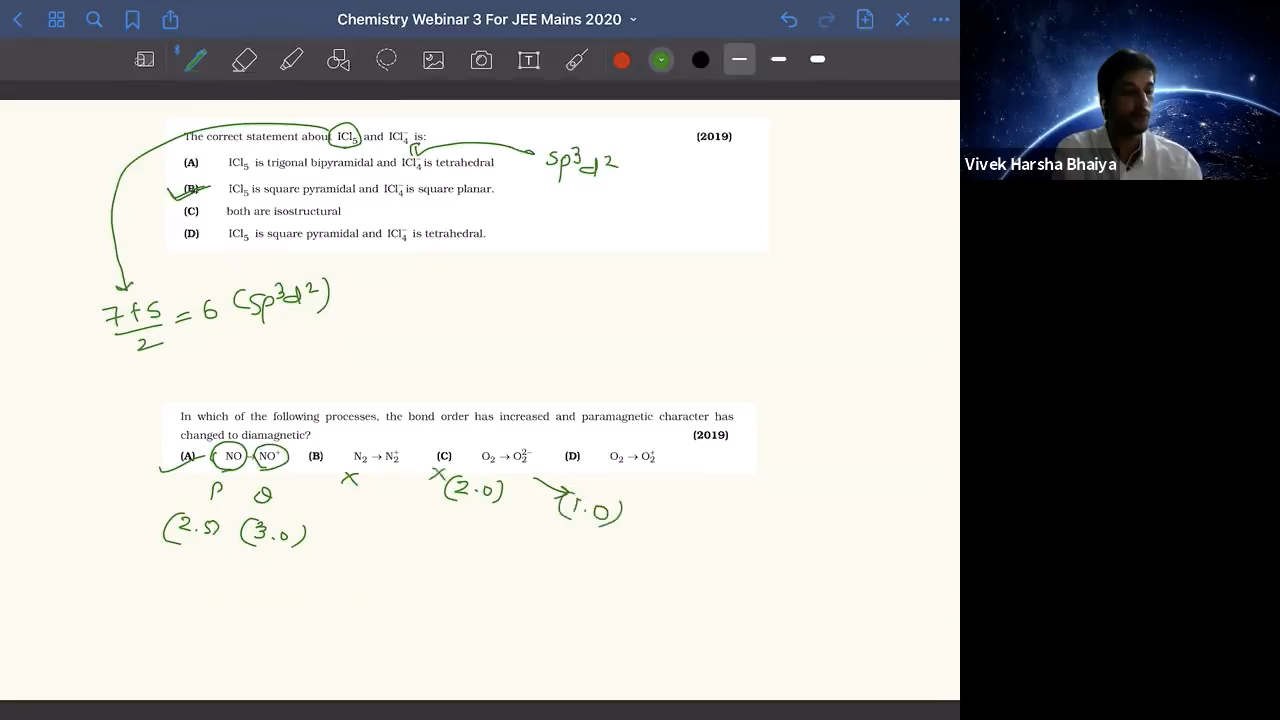 Chemistry Webinar 3 For JEE Mains 2020
Vivek Harsha Bhaiya
The correct statement about ICl₅ and ICl₄⁻ is: (2019)
(A) ICl₅ is trigonal bipyramidal and ICl₄⁻ is tetrahedral
sp³d²
(B) ICl₅ is square pyramidal and ICl₄⁻ is square planar.
(C) both are isostructural
(D) ICl₅ is square pyramidal and ICl₄⁻ is tetrahedral.
7+5/2 = 6 (sp³d²)
In which of the following processes, the bond order has increased and paramagnetic character has
changed to diamagnetic? (2019)
(A) NO → NO⁺ (B) N₂ → N₂⁺ (C) O₂ → O₂²⁻ (D) O₂ → O₂⁺
x x (2.0) (1.0)
P D
(2.5) (3.0)